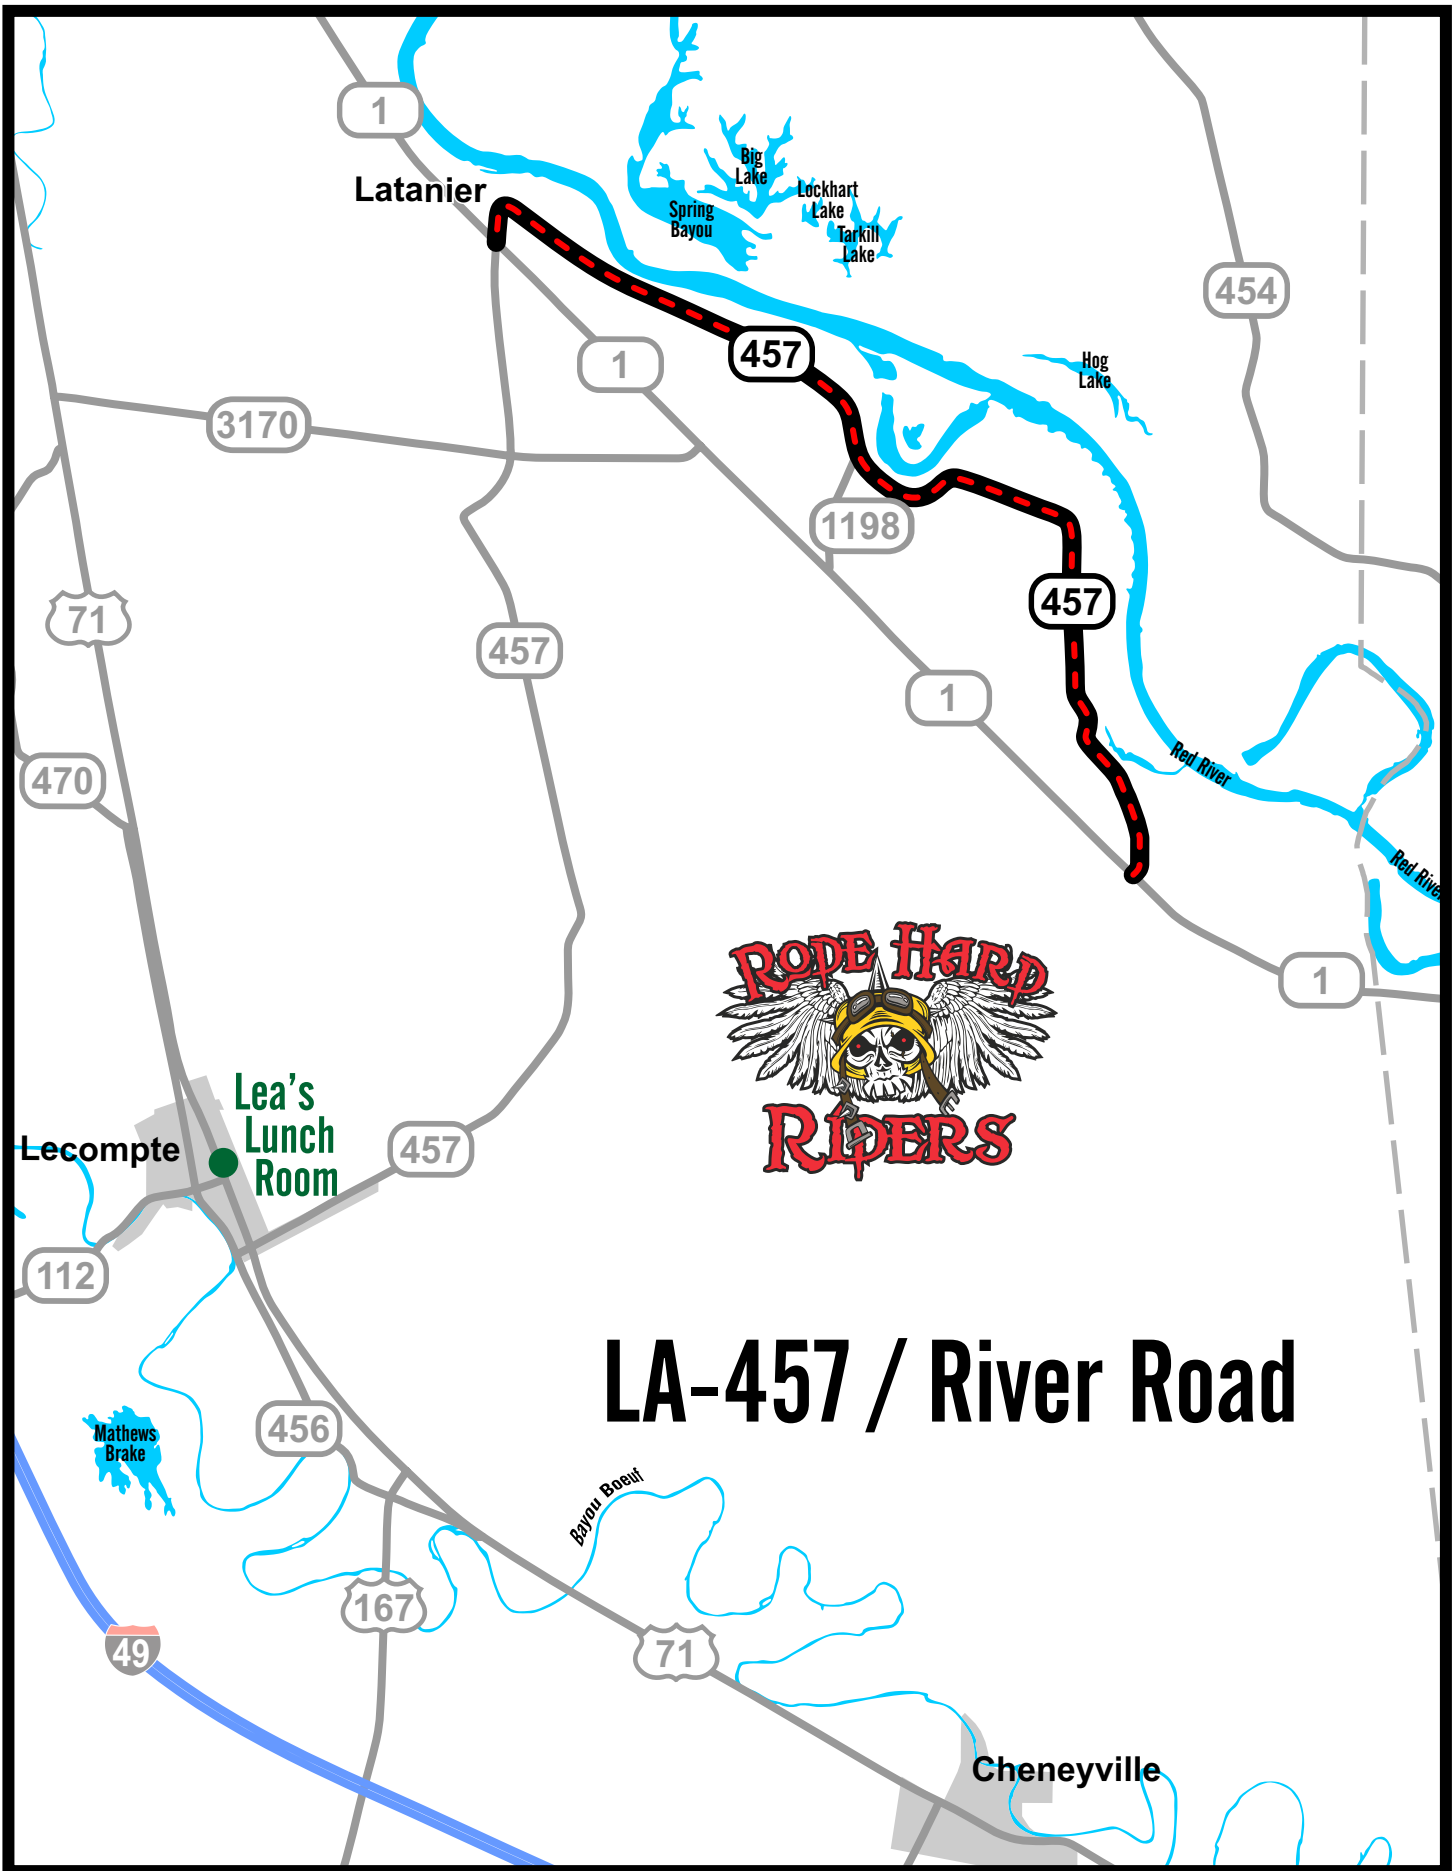 1
Latanier
Big
Lake
Lockhart
Lake
Spring
Bayou
Tarkill
Lake
454
457
1
Hog
Lake
3170
1198
71
457
457
1
470
Red River
Red River
1
ROPE HARD
RIDERS
Lea's
Lunch
Room
Lecompte
457
112
LA-457 / River Road
Mathews
Brake
456
Bayou Boeuf
167
49
71
Cheneyville